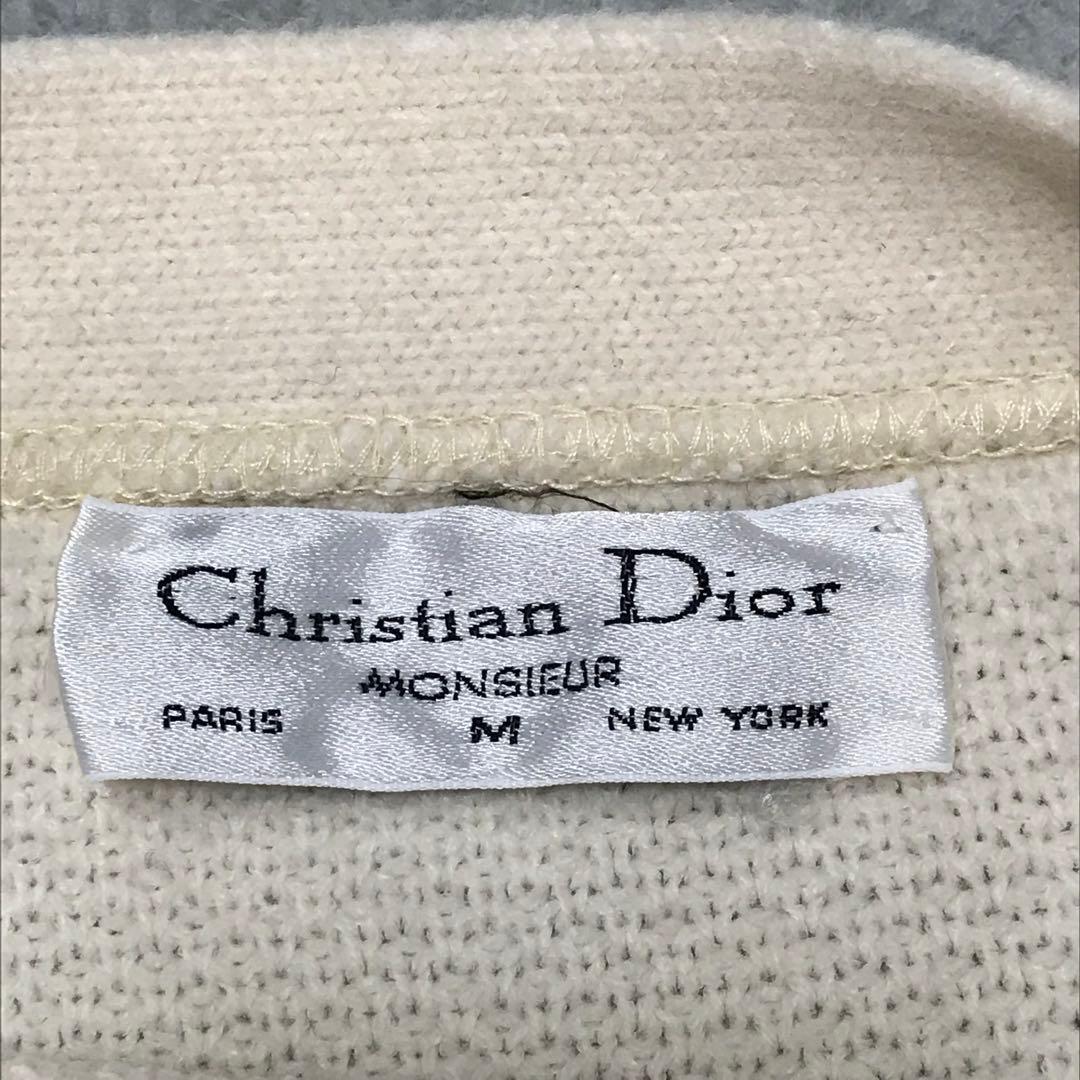 Christian Dior
MONSIEUR
PARIS M NEW YORK